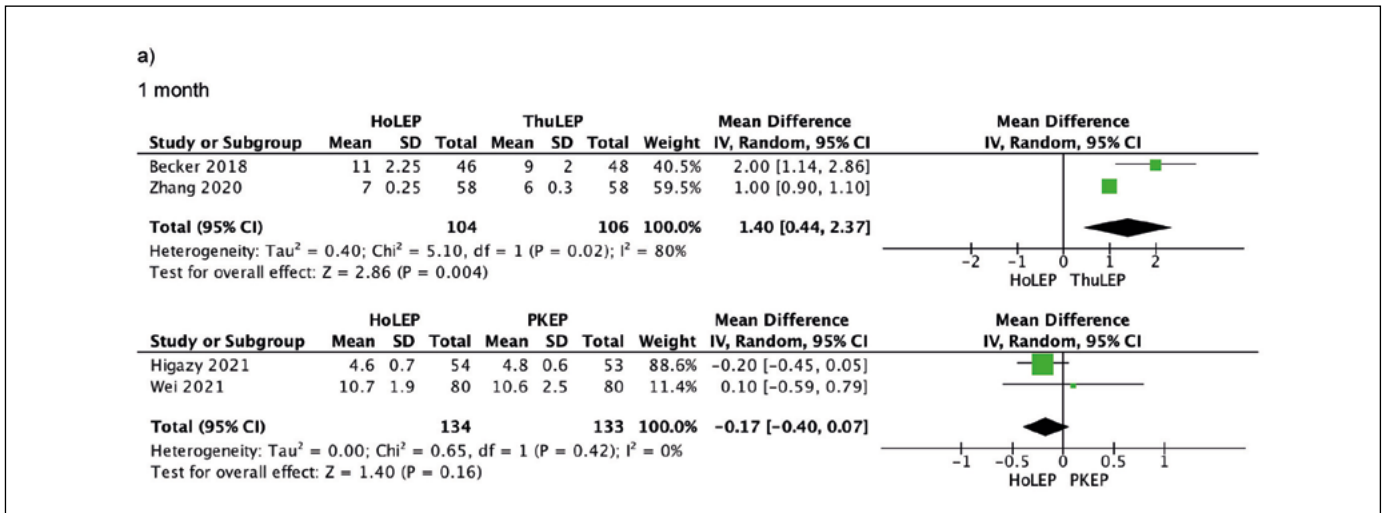 a)
1 month
HoLEP ThuLEP Mean Difference Mean Difference
Study or Subgroup Mean SD Total Mean SD Total Weight IV, Random, 95% CI IV, Random, 95% CI
Becker 2018 11 2.25 46 9 2 48 40.5% 2.00 [1.14, 2.86]
Zhang 2020 7 0.25 58 6 0.3 58 59.5% 1.00 [0.90, 1.10]
Total (95% CI) 104 106 100.0% 1.40 [0.44, 2.37]
Heterogeneity: Tau² = 0.40; Chi² = 5.10, df = 1 (P = 0.02); I² = 80%
Test for overall effect: Z = 2.86 (P = 0.004)
-2 -1 0 1 2
HoLEP ThuLEP
HoLEP PKEP Mean Difference Mean Difference
Study or Subgroup Mean SD Total Mean SD Total Weight IV, Random, 95% CI IV, Random, 95% CI
Higazy 2021 4.6 0.7 54 4.8 0.6 53 88.6% -0.20 [-0.45, 0.05]
Wei 2021 10.7 1.9 80 10.6 2.5 80 11.4% 0.10 [-0.59, 0.79]
Total (95% CI) 134 133 100.0% -0.17 [-0.40, 0.07]
Heterogeneity: Tau² = 0.00; Chi² = 0.65, df = 1 (P = 0.42); I² = 0%
Test for overall effect: Z = 1.40 (P = 0.16)
-1 -0.5 0 0.5 1
HoLEP PKEP